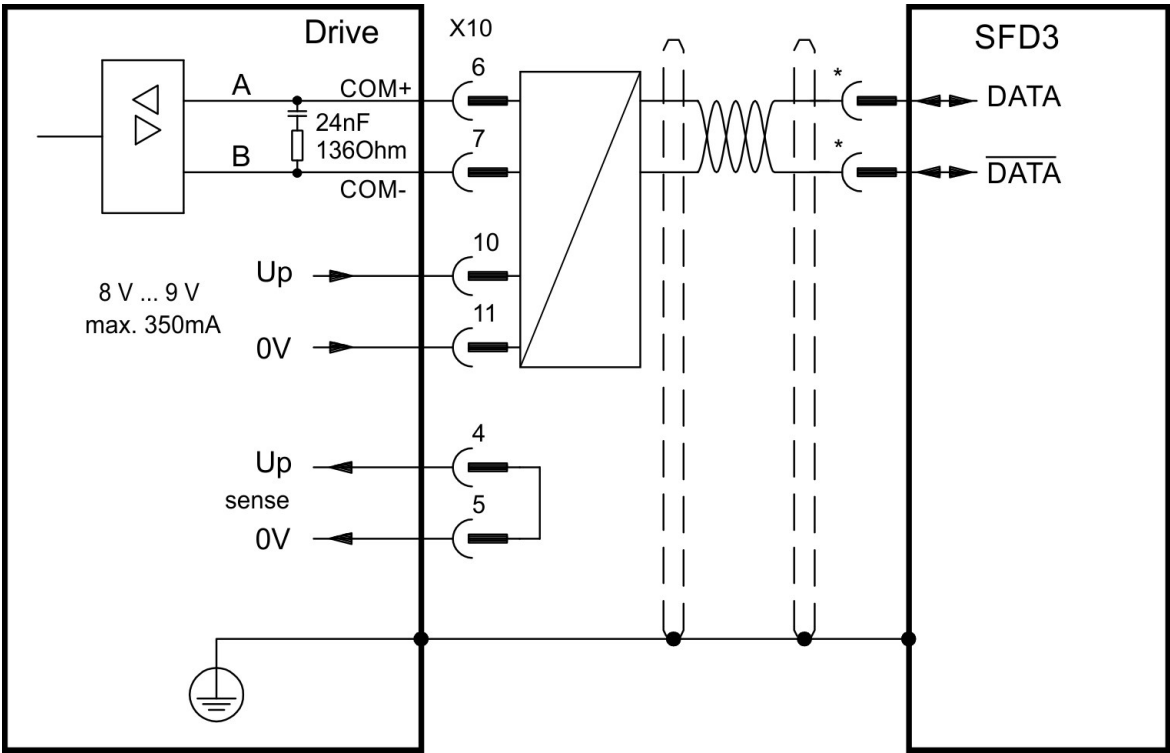 Drive
X10
SFD3
A
COM+
6
*
DATA
24nF
136Ohm
B
COM-
7
*
DATA
8 V ... 9 V
max. 350mA
Up
10
0V
11
Up
4
sense
0V
5